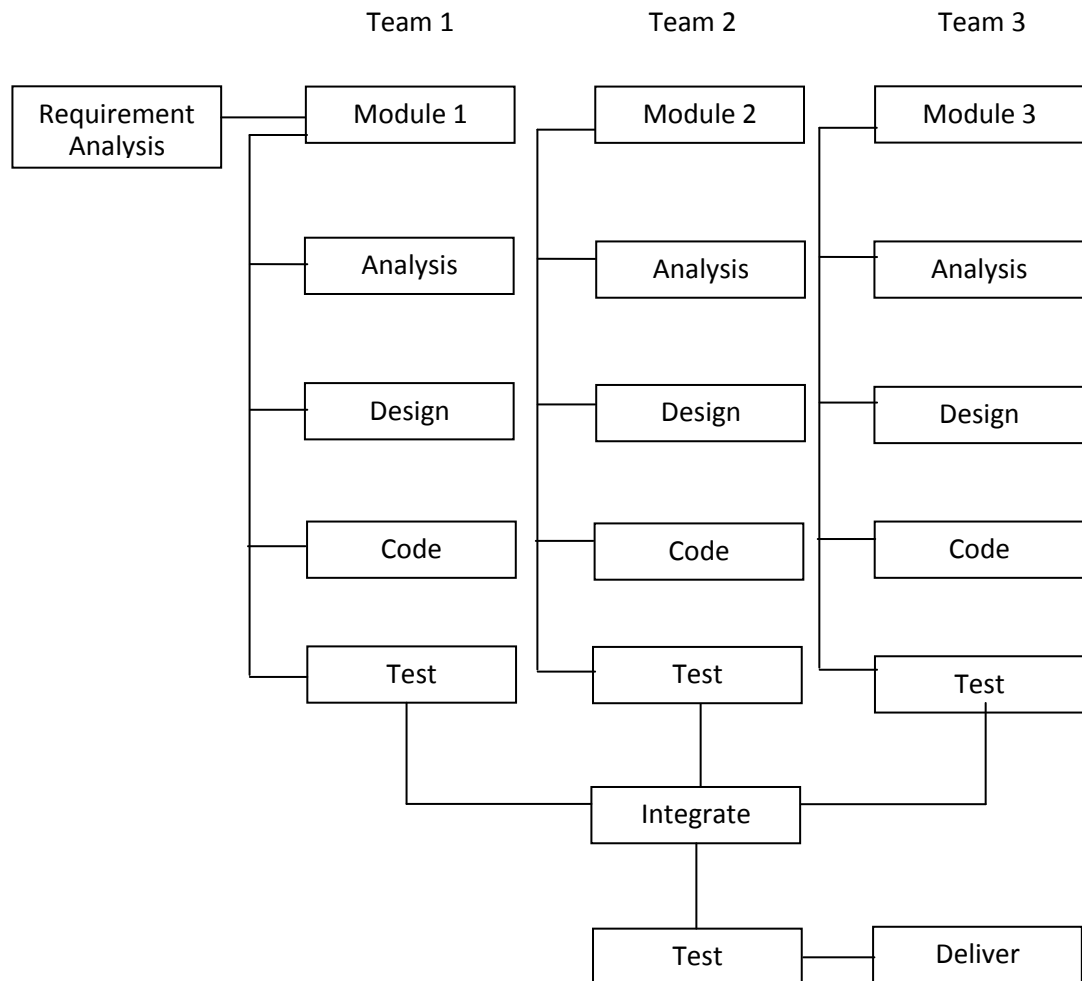 Team 1
Team 2
Team 3
Requirement
Analysis
Module 1
Module 2
Module 3
Analysis
Analysis
Analysis
Design
Design
Design
Code
Code
Code
Test
Test
Test
Integrate
Test
Deliver